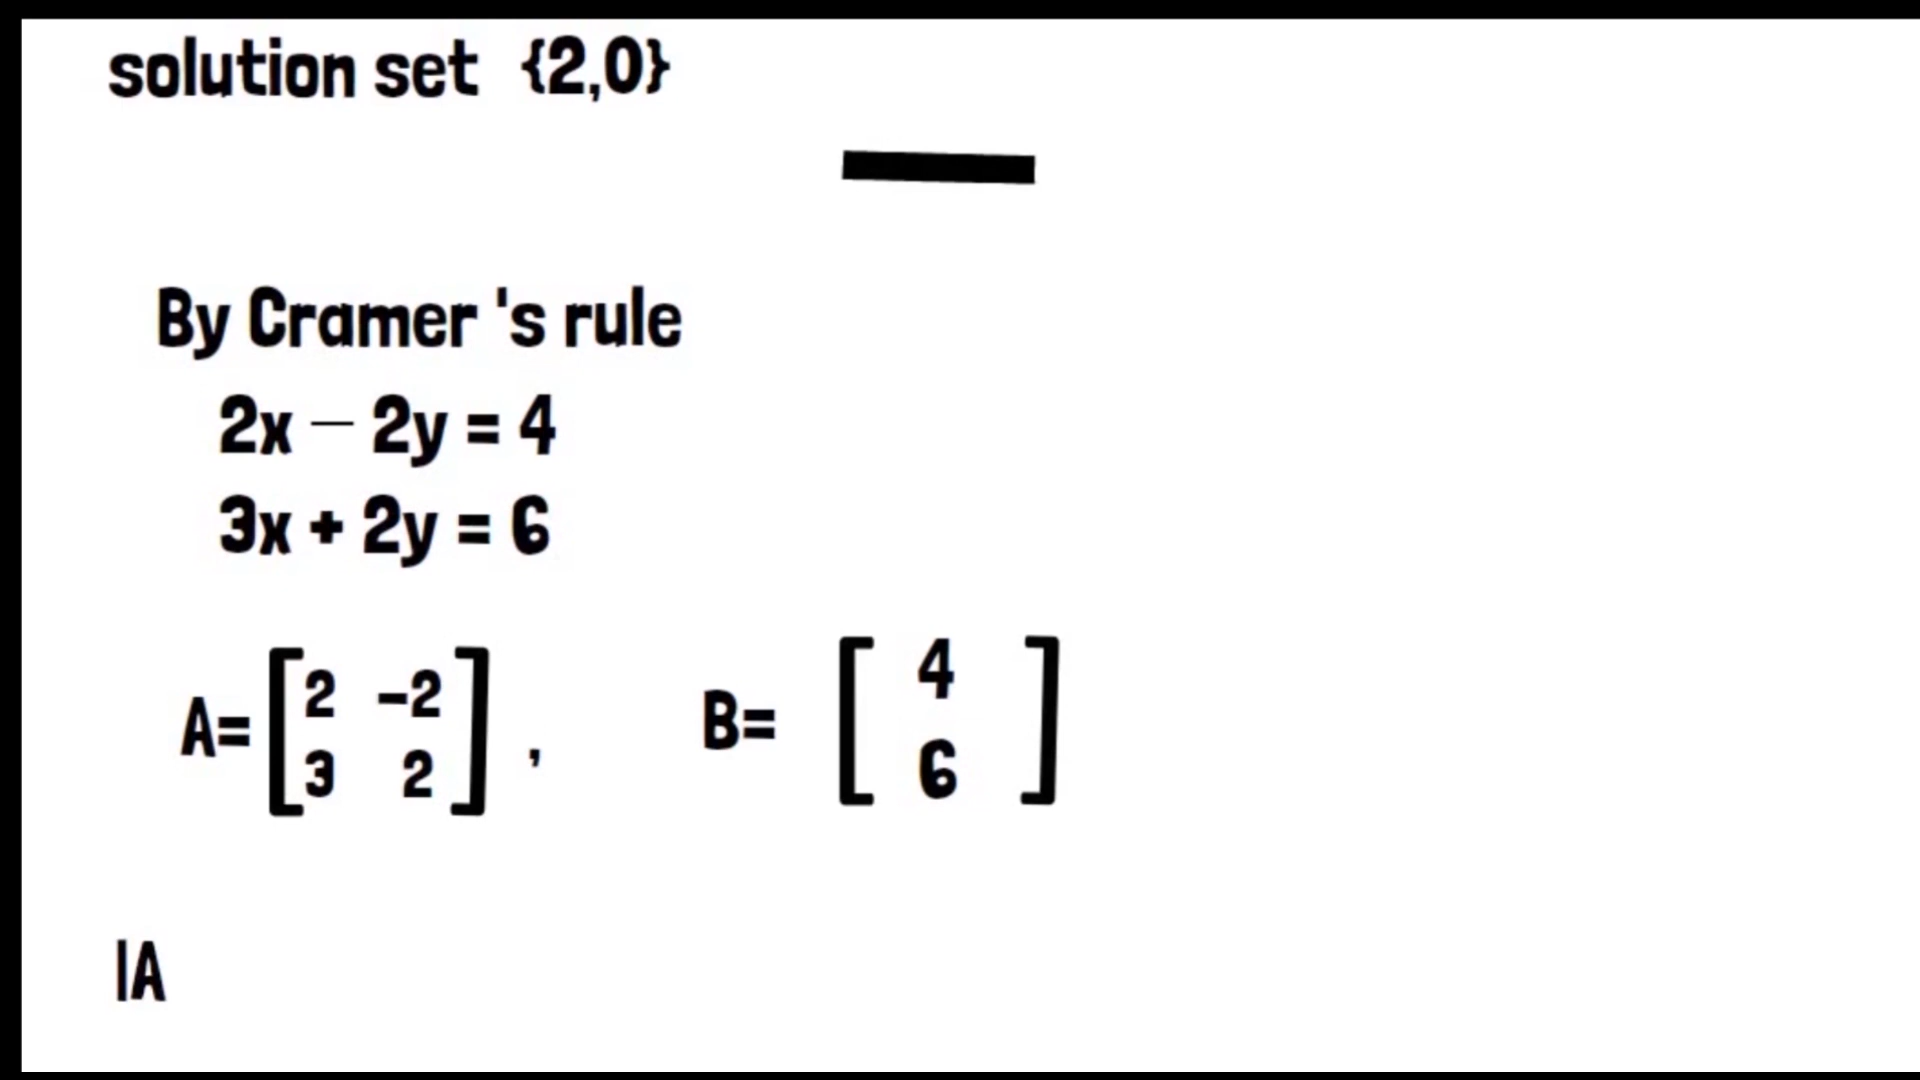 solution set {2,0}
By Cramer 's rule
2x − 2y = 4
3x + 2y = 6
A= [2 −2
3 2] , B= [4
6]
|A